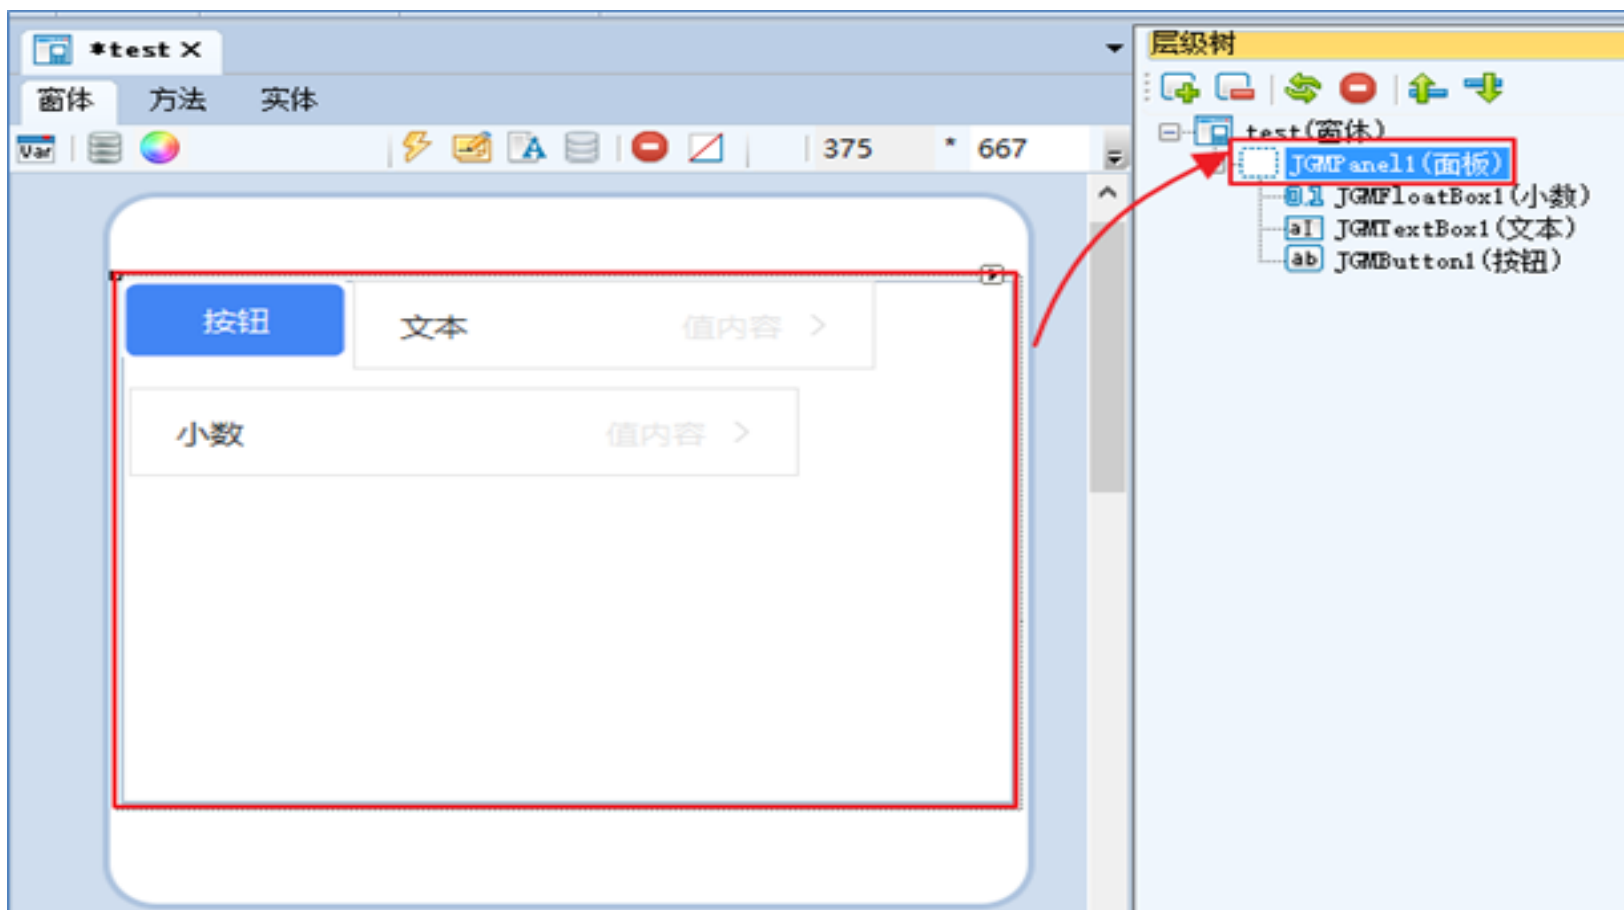 *test X
窗体 方法 实体
Var 375 * 667
按钮 文本 值内容
小数 值内容
层级树
test(窗体)
JGMPanel1(面板)
JGMFloatBox1(小数)
JGMTextBox1(文本)
JGMButton1(按钮)